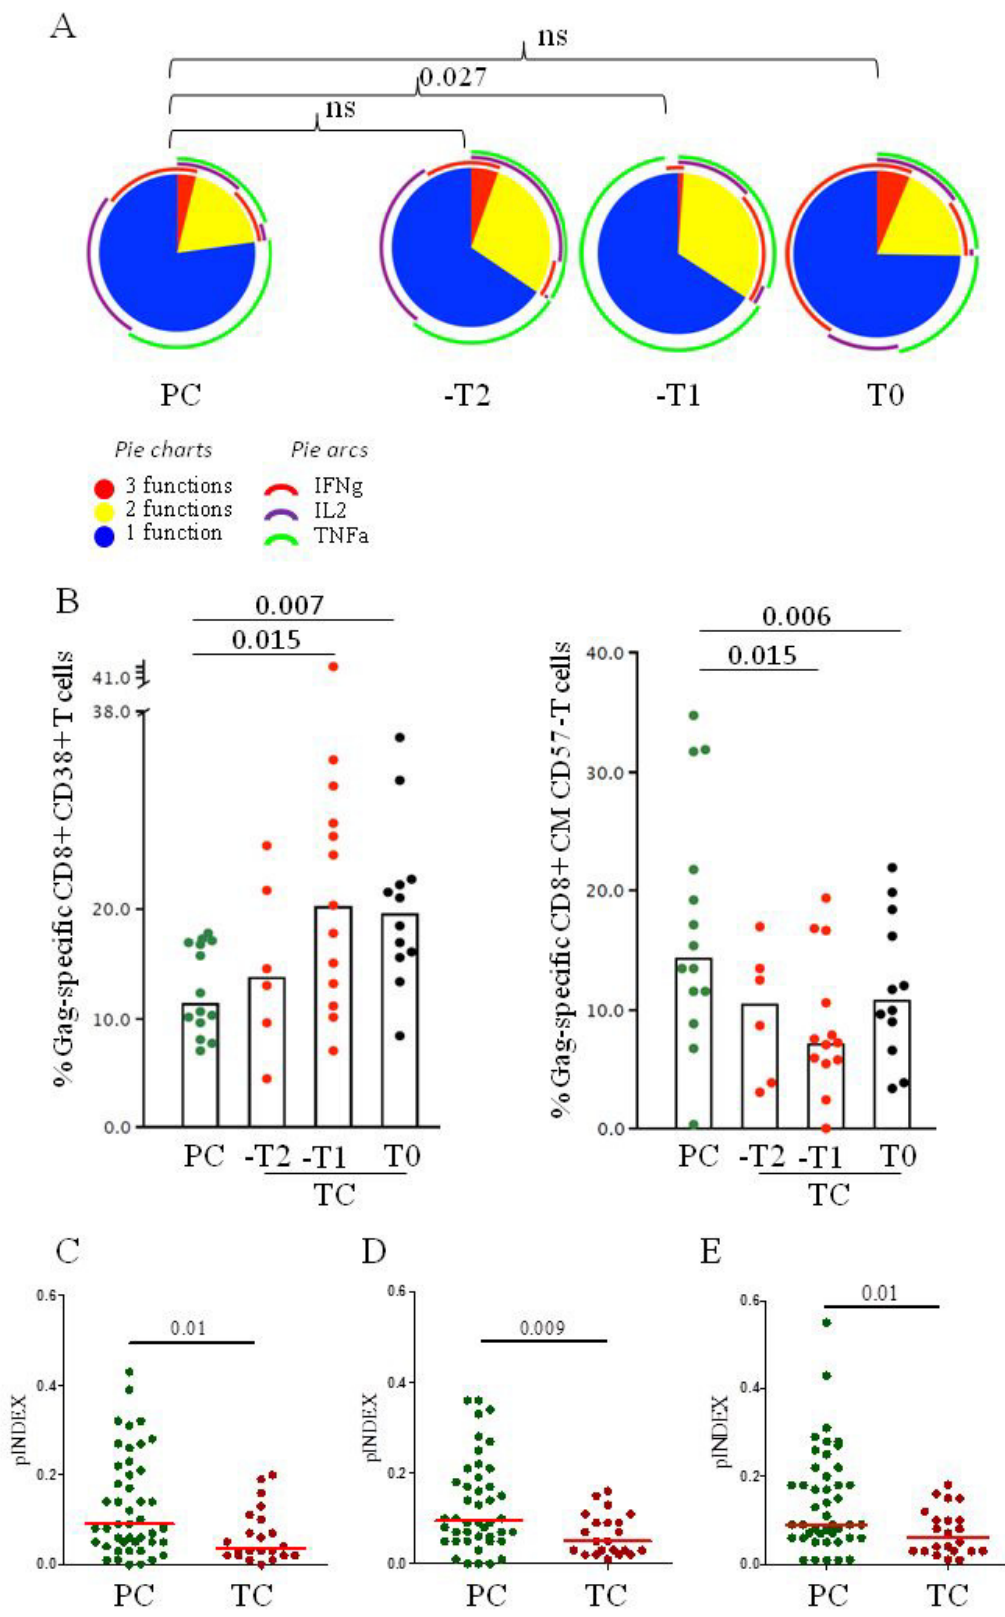 A
ns
0.027
ns
PC
-T2
-T1
T0
Pie charts
Pie arcs
3 functions
IFNg
2 functions
IL2
1 function
TNFa
B
0.007
0.015
41.0
38.0
20.0
10.0
0.0
% Gag-specific CD8+ CD38+ T cells
PC -T2 -T1 T0
TC
0.006
0.015
40.0
30.0
20.0
10.0
0.0
% Gag-specific CD8+ CM CD57-T cells
PC -T2 -T1 T0
TC
C
0.6
0.4
0.2
0.0
pINDEX
0.01
PC TC
D
0.6
0.4
0.2
0.0
pINDEX
0.009
PC TC
E
0.6
0.4
0.2
0.0
pINDEX
0.01
PC TC